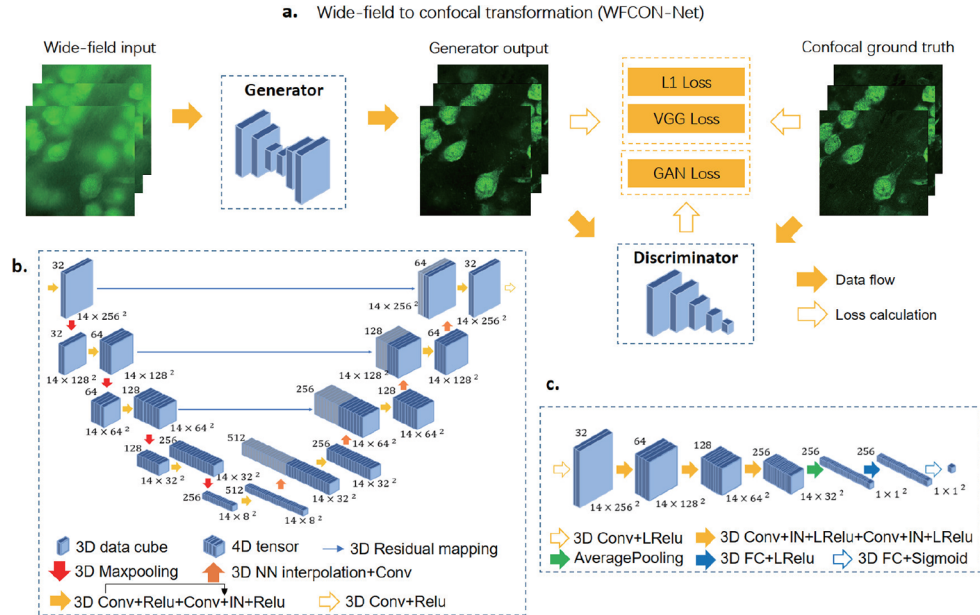 a. Wide-field to confocal transformation (WFCON-Net)
Wide-field input
Generator output
Confocal ground truth
Generator
L1 Loss
VGG Loss
GAN Loss
Discriminator
Data flow
Loss calculation
b.
32
14 × 256 ²
64
32
14 × 256 ²
32
64
14 × 128 ²
14 × 128 ²
128
64
14 × 128 ²
14 × 128 ²
64
128
14 × 64 ²
14 × 64 ²
256
128
14 × 64 ²
14 × 64 ²
128
256
14 × 32 ²
14 × 32 ²
512
256
14 × 32 ²
14 × 32 ²
256
512
14 × 8 ²
14 × 8 ²
3D data cube
4D tensor
3D Residual mapping
3D Maxpooling
3D NN interpolation+Conv
3D Conv+Relu+Conv+IN+Relu
3D Conv+Relu
c.
32
64
128
256
256
256
14 × 256 ²
14 × 128 ²
14 × 64 ²
14 × 32 ²
1 × 1 ²
1 × 1 ²
3D Conv+LRelu
3D Conv+IN+LRelu+Conv+IN+LRelu
AveragePooling
3D FC+LRelu
3D FC+Sigmoid